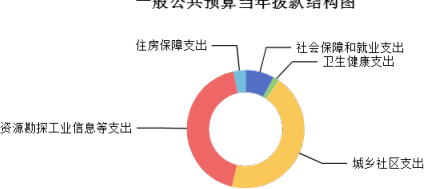 一般公共预算当年拨款结构图
住房保障支出
社会保障和就业支出
卫生健康支出
资源勘探工业信息等支出
城乡社区支出